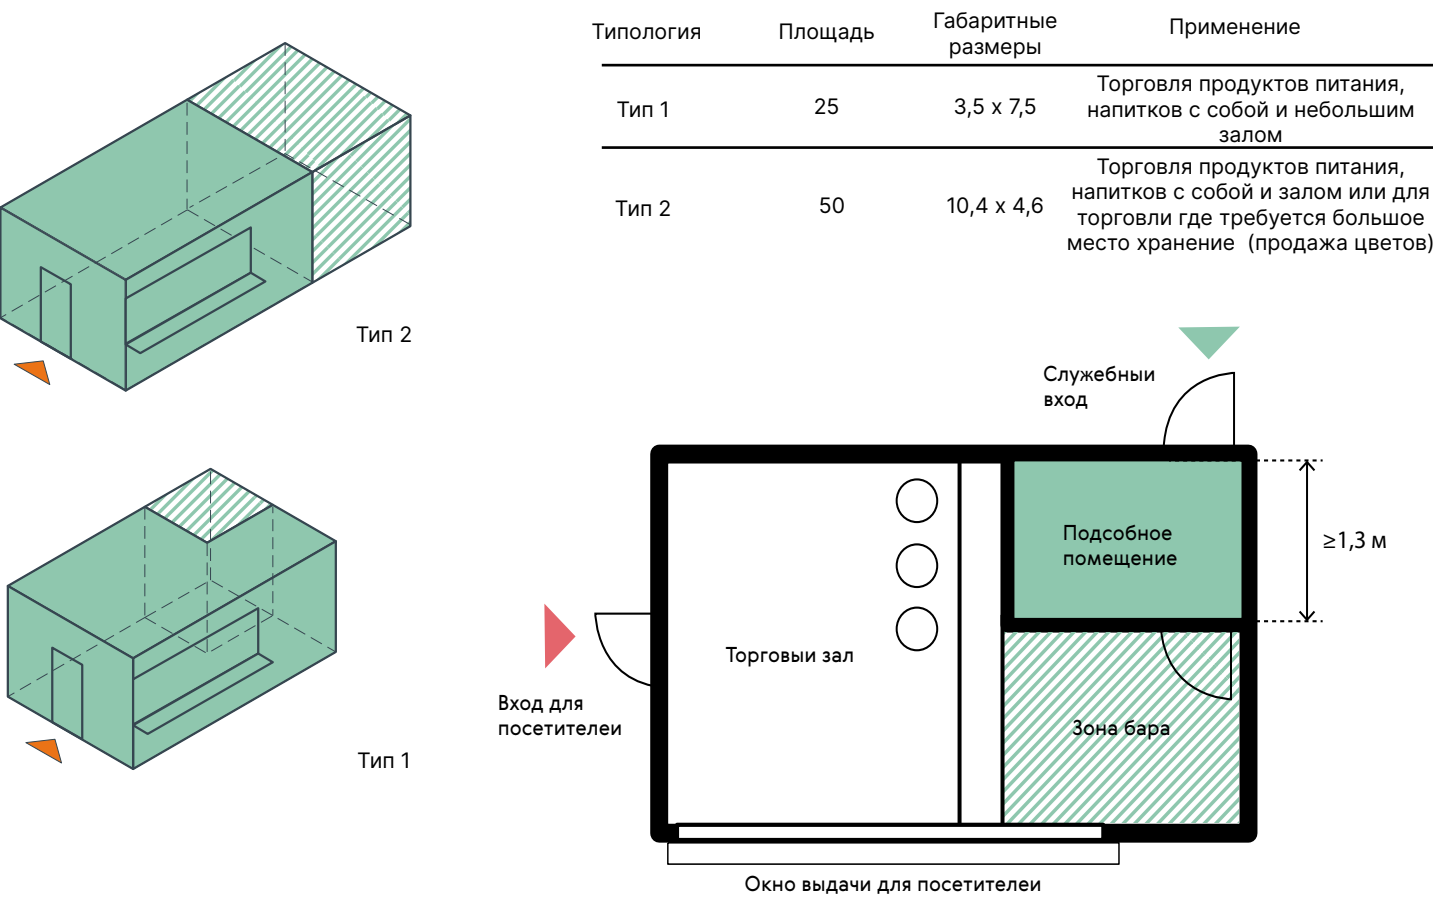 Типология Площадь Габаритные Применение
размеры
Тип 1 25 3,5 x 7,5 Торговля продуктов питания,
напитков с собой и небольшим
залом
Тип 2 50 10,4 x 4,6 Торговля продуктов питания,
напитков с собой и залом или для
торговли где требуется большое
место хранение (продажа цветов)
Тип 2
Тип 1
Служебныи
вход
Подсобное
помещение
≥1,3 м
Торговыи зал
Вход для
посетителеи
Зона бара
Окно выдачи для посетителеи